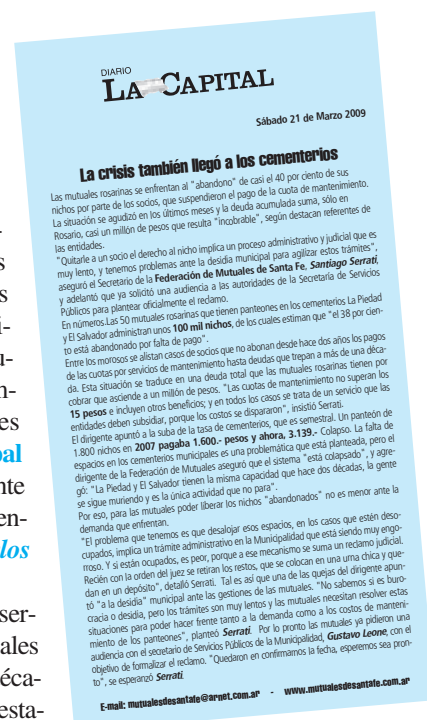 DIARIO
LA CAPITAL
Sábado 21 de Marzo 2009
La crisis también llegó a los cementerios
Las mutuales rosarinas se enfrentan al "abandono" de casi el 40 por ciento de sus
nichos por parte de los socios, que suspendieron el pago de la cuota de mantenimiento.
La situación se agudizó en los últimos meses y la deuda acumulada suma, sólo en
Rosario, casi un millón de pesos que resulta "incobrable", según destacan referentes de
las entidades.
"Quitarle a un socio el derecho al nicho implica un proceso administrativo y judicial que es
muy lento, y tenemos problemas ante la desidia municipal para agilizar estos trámites",
aseguró el Secretario de la Federación de Mutuales de Santa Fe, Santiago Serrati,
y adelantó que ya solicitó una audiencia a las autoridades de la Secretaría de Servicios
Públicos para plantear oficialmente el reclamo.
En números.Las 50 mutuales rosarinas que tienen panteones en los cementerios La Piedad
y El Salvador administran unos 100 mil nichos, de los cuales estiman que "el 38 por cien-
to está abandonado por falta de pago".
Entre los morosos se alistan casos de socios que no abonan desde hace dos años los pagos
de las cuotas por servicios de mantenimiento hasta deudas que trepan a más de una déca-
da. Esta situación se traduce en una deuda total que las mutuales rosarinas tienen por
cobrar que asciende a un millón de pesos. "Las cuotas de mantenimiento no superan los
15 pesos e incluyen otros beneficios; y en todos los casos se trata de un servicio que las
entidades deben subsidiar, porque los costos se dispararon", insistió Serrati.
El dirigente apuntó a la suba de la tasa de cementerios, que es semestral. Un panteón de
1.800 nichos en 2007 pagaba 1.600.- pesos y ahora, 3.139.- Colapso. La falta de
espacios en los cementerios municipales es una problemática que está planteada, pero el
dirigente de la Federación de Mutuales aseguró que el sistema "está colapsado", y agre-
gó: "La Piedad y El Salvador tienen la misma capacidad que hace dos décadas, la gente
se sigue muriendo y es la única actividad que no para".
Por eso, para las mutuales poder liberar los nichos "abandonados" no es menor ante la
demanda que enfrentan.
"El problema que tenemos es que desalojar esos espacios, en los casos que estén deso-
cupados, implica un trámite administrativo en la Municipalidad que está siendo muy engo-
rroso. Y si están ocupados, es peor, porque a ese mecanismo se suma un reclamo judicial.
Recién con la orden del juez se retiran los restos, que se colocan en una urna chica y que-
dan en un depósito", detalló Serrati. Tal es así que una de las quejas del dirigente apun-
tó "a la desidia" municipal ante las gestiones de las mutuales. "No sabemos si es buro-
cracia o desidia, pero los trámites son muy lentos y las mutuales necesitan resolver estas
situaciones para poder hacer frente tanto a la demanda como a los costos de manteni-
miento de los panteones", planteó Serrati. Por lo pronto las mutuales ya pidieron una
audiencia con el secretario de Servicios Públicos de la Municipalidad, Gustavo Leone, con el
objetivo de formalizar el reclamo. "Quedaron en confirmarnos la fecha, esperemos sea pron-
to", se esperanzó Serrati.
E-mail: mutualesdesantafe@arnet.com.ar - www.mutualesdesantafe.com.ar